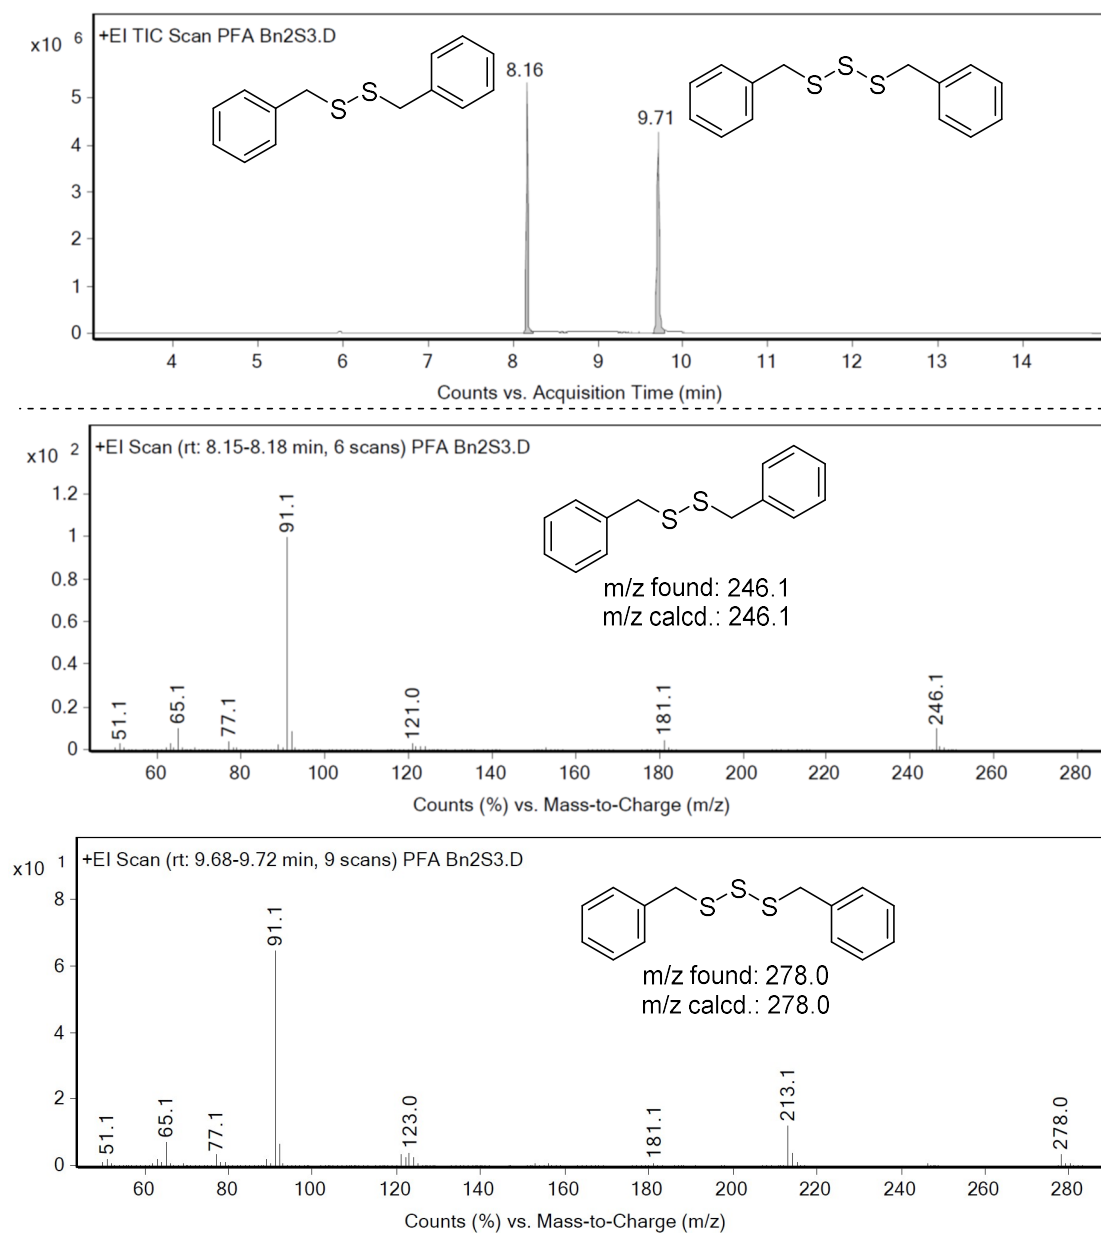 +EI TIC Scan PFA Bn2S3.D
x10 6
8.16
9.71
S S
S S S
5
4
3
2
1
0
4 5 6 7 8 9 10 11 12 13 14
Counts vs. Acquisition Time (min)
+EI Scan (rt: 8.15-8.18 min, 6 scans) PFA Bn2S3.D
x10 2
S S
m/z found: 246.1
m/z calcd.: 246.1
1.2
1
0.8
0.6
0.4
0.2
0
51.1 65.1 77.1 91.1 121.0 181.1 246.1
60 80 100 120 140 160 180 200 220 240 260 280
Counts (%) vs. Mass-to-Charge (m/z)
+EI Scan (rt: 9.68-9.72 min, 9 scans) PFA Bn2S3.D
x10 1
S S S
m/z found: 278.0
m/z calcd.: 278.0
8
6
4
2
0
51.1 65.1 77.1 91.1 123.0 181.1 213.1 278.0
60 80 100 120 140 160 180 200 220 240 260 280
Counts (%) vs. Mass-to-Charge (m/z)